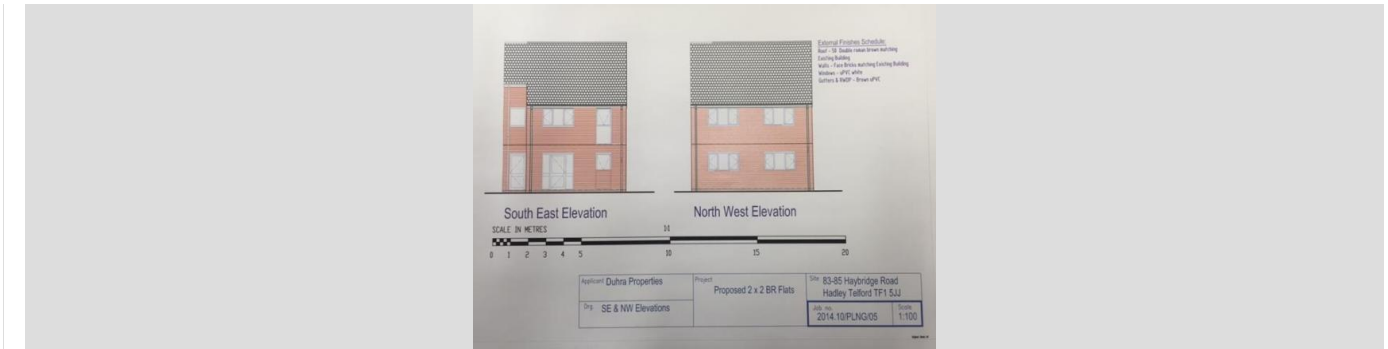 External Finishes Schedule:
Roof - 50 Double roman brown matching
Existing Building
Walls - Face Bricks matching Existing Building
Windows - uPVC white
Gutters & RWDP - Brown uPVC
South East Elevation
North West Elevation
SCALE IN METRES
0 1 2 3 4 5 10 15 20
Applicant Duhra Properties
Project
Proposed 2 x 2 BR Flats
Site 83-85 Haybridge Road
Hadley Telford TF1 5JJ
Drg SE & NW Elevations
Job no.
2014.10/PLNG/05
Scale
1:100